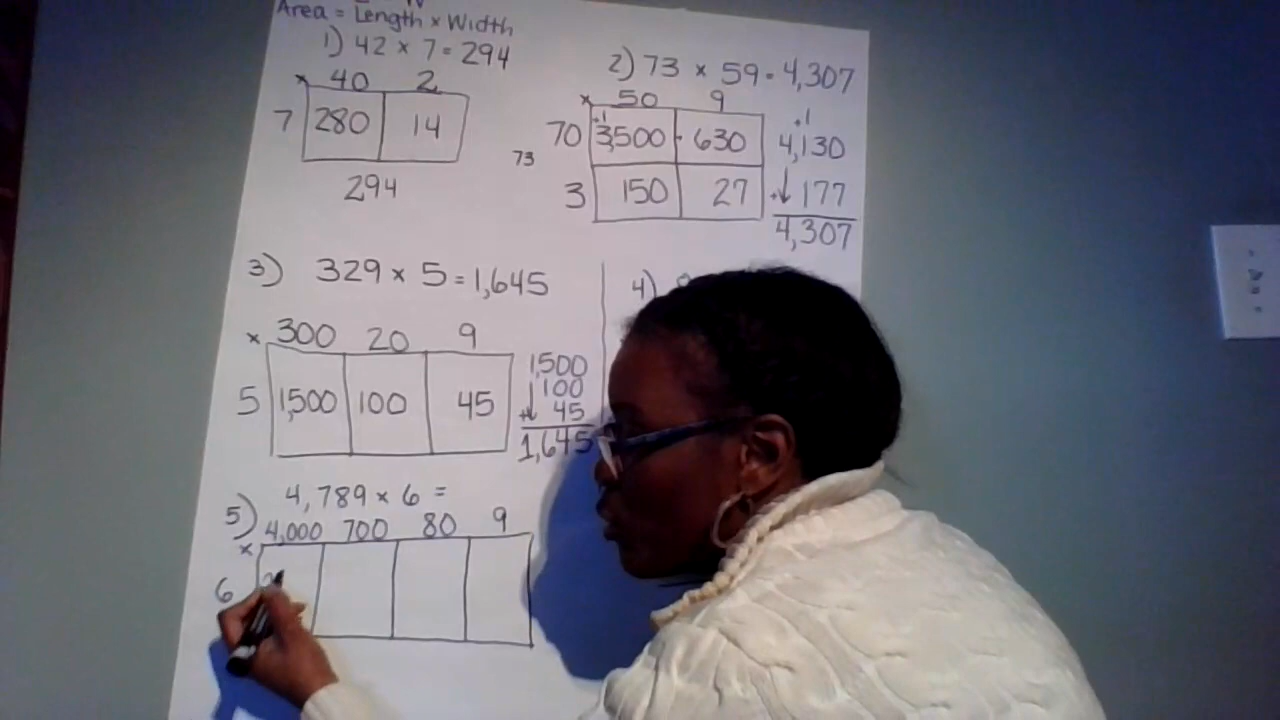 Area = Length x Width
1) 42 x 7 = 294
x 40 2
7 280 14
294
2) 73 x 59 = 4,307
x 50 9
70 +1 3,500 630
73
3 150 27
+1
4,130
+ 177
4,307
3) 329 x 5 = 1,645
x 300 20 9
5 1,500 100 45
1,500
100
+ 45
1,645
4)
5) 4,789 x 6 =
x 4,000 700 80 9
6